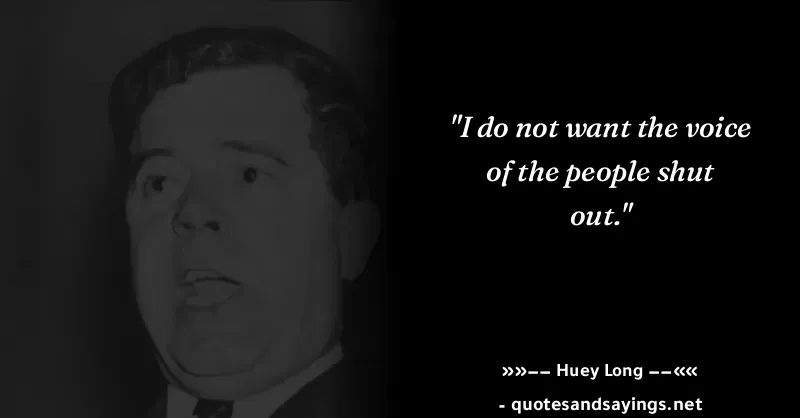 "I do not want the voice
of the people shut
out."
»»–– Huey Long ––««
- quotesandsayings.net